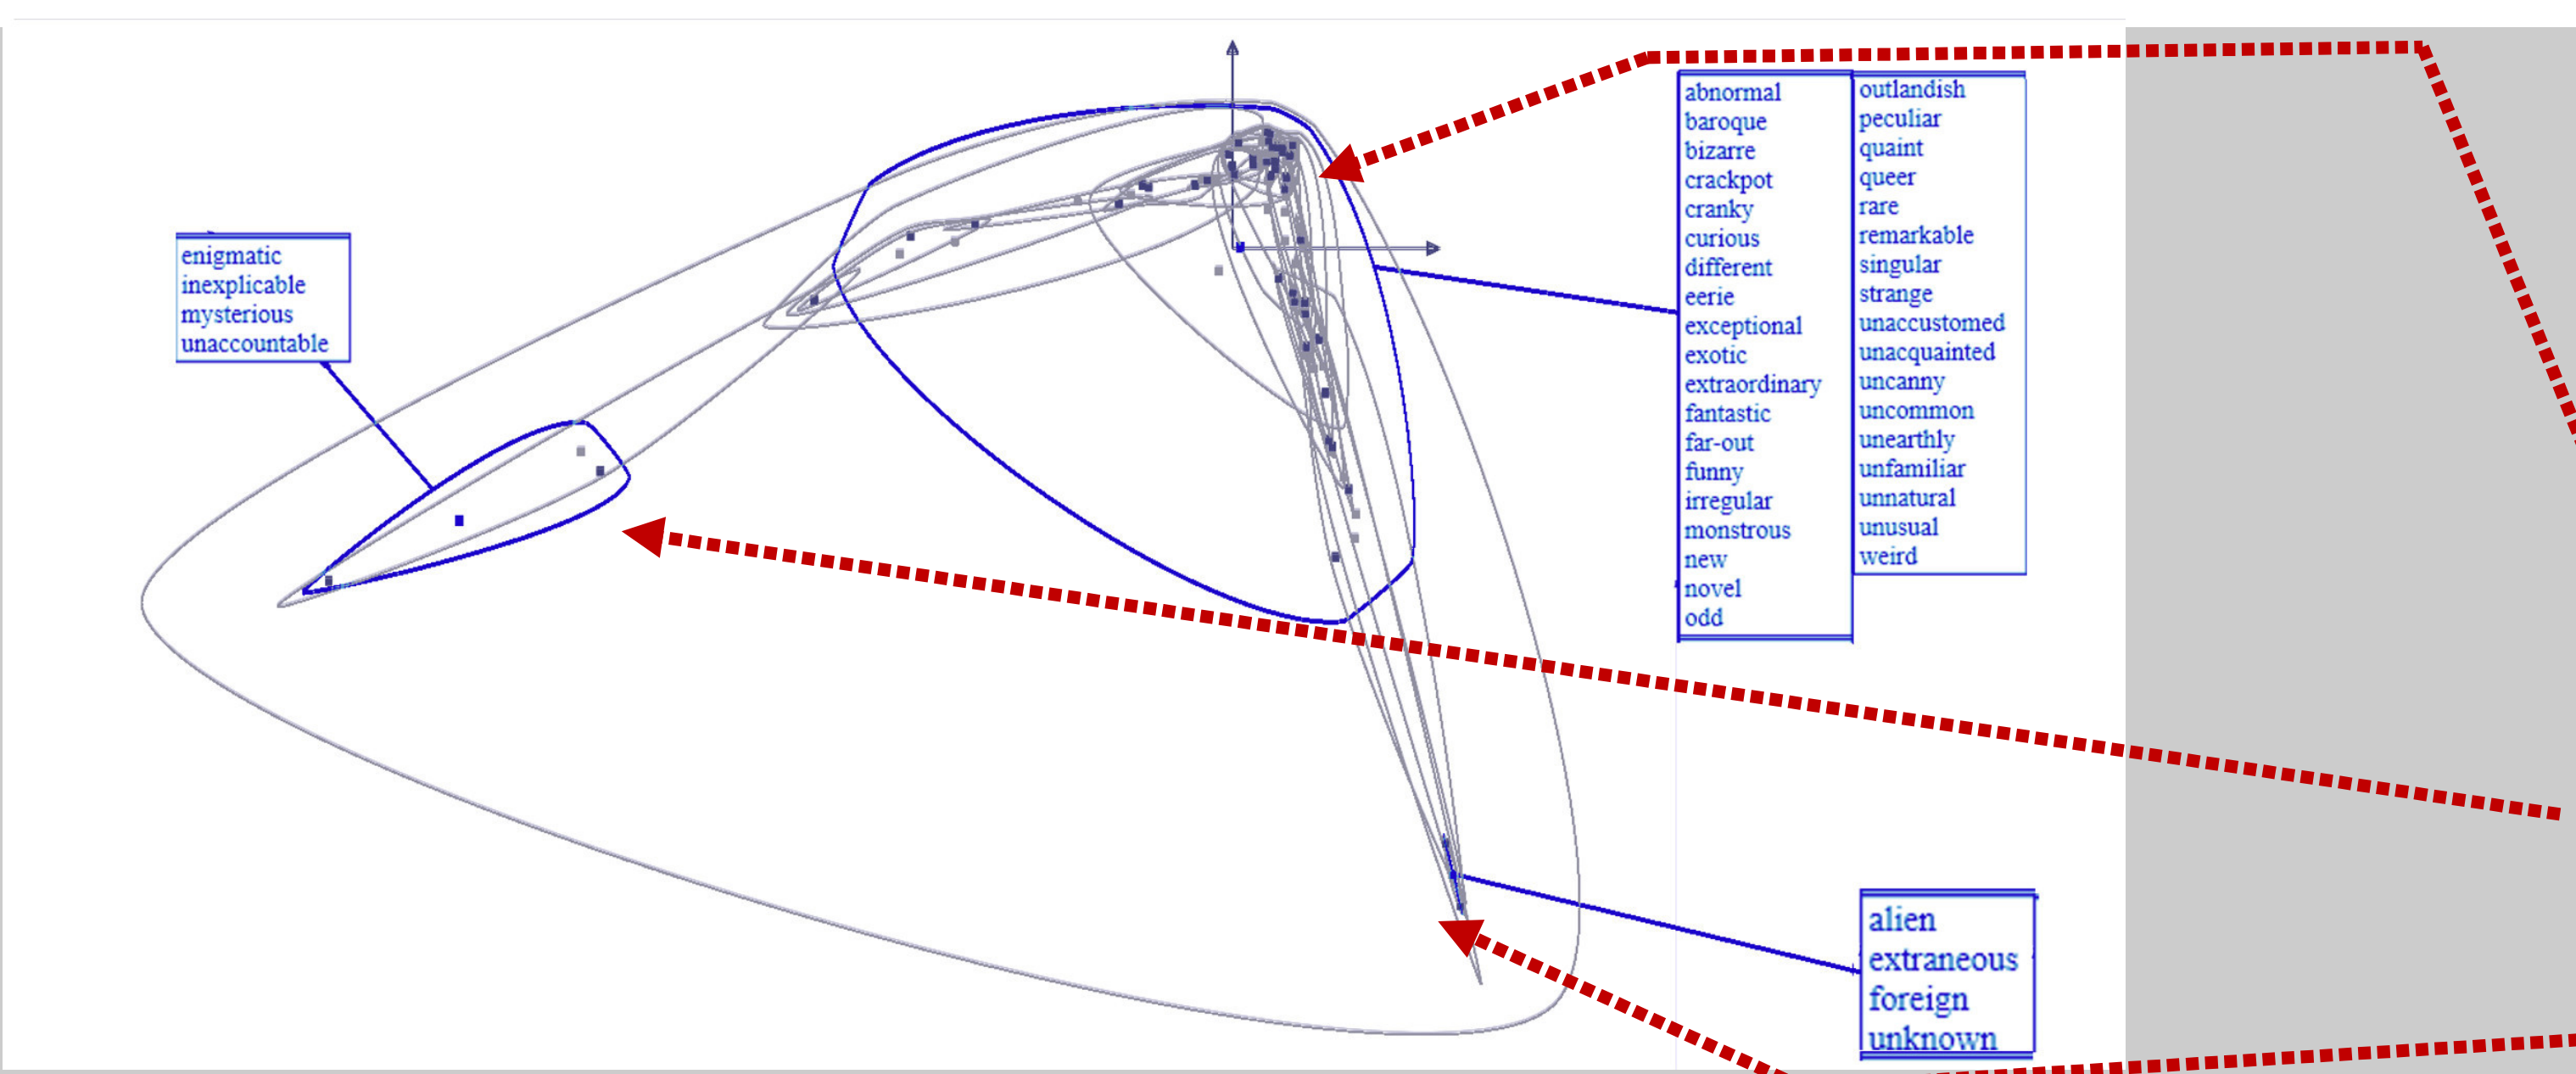 enigmatic
inexplicable
mysterious
unaccountable
abnormal
baroque
bizarre
crackpot
cranky
curious
different
eerie
exceptional
exotic
extraordinary
fantastic
far-out
funny
irregular
monstrous
new
novel
odd
outlandish
peculiar
quaint
queer
rare
remarkable
singular
strange
unaccustomed
unacquainted
uncanny
uncommon
unearthly
unfamiliar
unnatural
unusual
weird
alien
extraneous
foreign
unknown